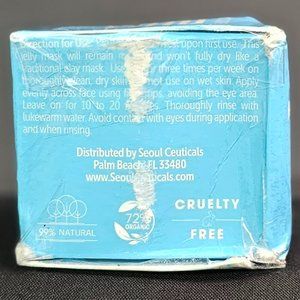 Direction for Use: upon first use. This
jelly mask will remain and won't fully dry like a
traditional clay mask. Use three times per week on
thoroughly clean, dry skin. not use on wet skin. Apply
evenly across face using avoiding the eye area.
Leave on for 10 to 20 Thoroughly rinse with
lukewarm water. Avoid contact with eyes during application
and when rinsing.
Distributed by Seoul Ceuticals
Palm Beach, FL 33480
www.SeoulCeuticals.com
99% NATURAL
72%
ORGANIC
CRUELTY
FREE